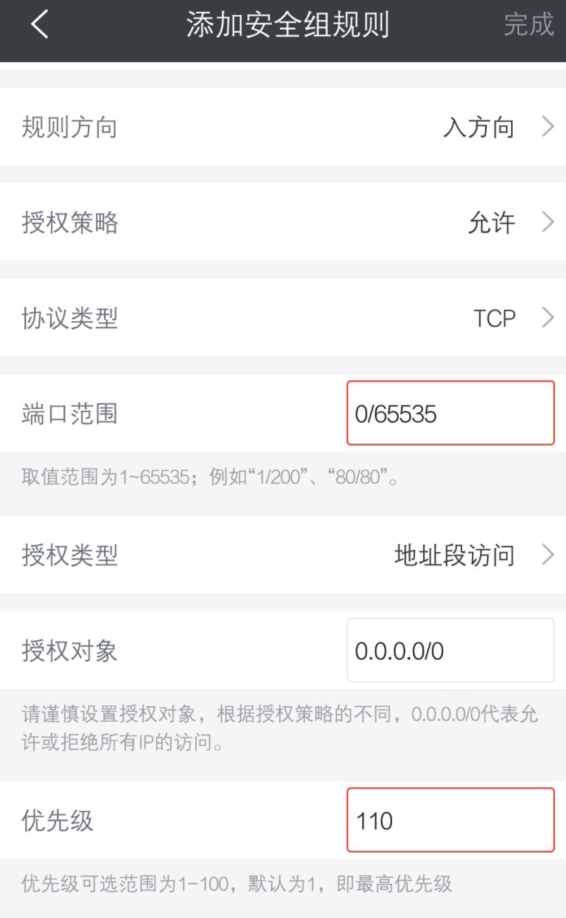 添加安全组规则 完成
规则方向 入方向
授权策略 允许
协议类型 TCP
端口范围 0/65535
取值范围为1~65535；例如“1/200”、“80/80”。
授权类型 地址段访问
授权对象 0.0.0.0/0
请谨慎设置授权对象，根据授权策略的不同，0.0.0.0/0代表允
许或拒绝所有IP的访问。
优先级 110
优先级可选范围为1-100，默认为1，即最高优先级